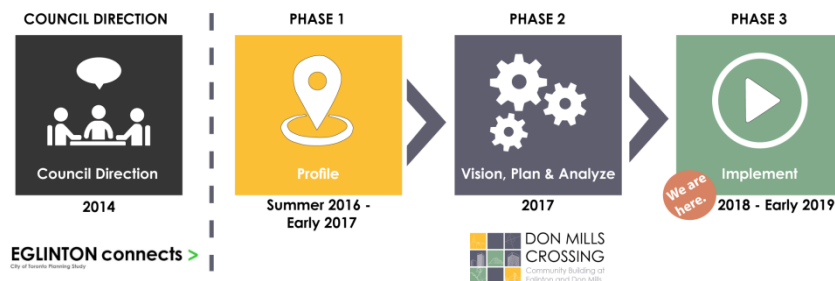 COUNCIL DIRECTION
PHASE 1
PHASE 2
PHASE 3
Council Direction
Profile
Vision, Plan & Analyze
Implement
We are
here.
2014
Summer 2016 -
Early 2017
2017
2018 - Early 2019
EGLINTON connects >
City of Toronto Planning Study
DON MILLS
CROSSING
Community Building at
Eglinton and Don Mills